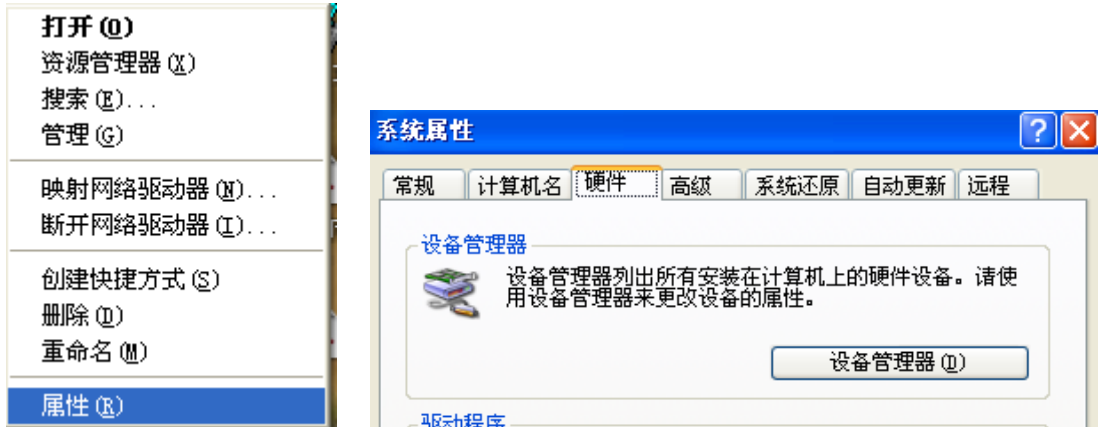 打开(O)
资源管理器(X)
搜索(E)...
管理(G)
映射网络驱动器(N)...
断开网络驱动器(I)...
创建快捷方式(S)
删除(D)
重命名(M)
属性(R)
系统属性
常规 计算机名 硬件 高级 系统还原 自动更新 远程
设备管理器
设备管理器列出所有安装在计算机上的硬件设备。请使
用设备管理器来更改设备的属性。
设备管理器(D)
驱动程序